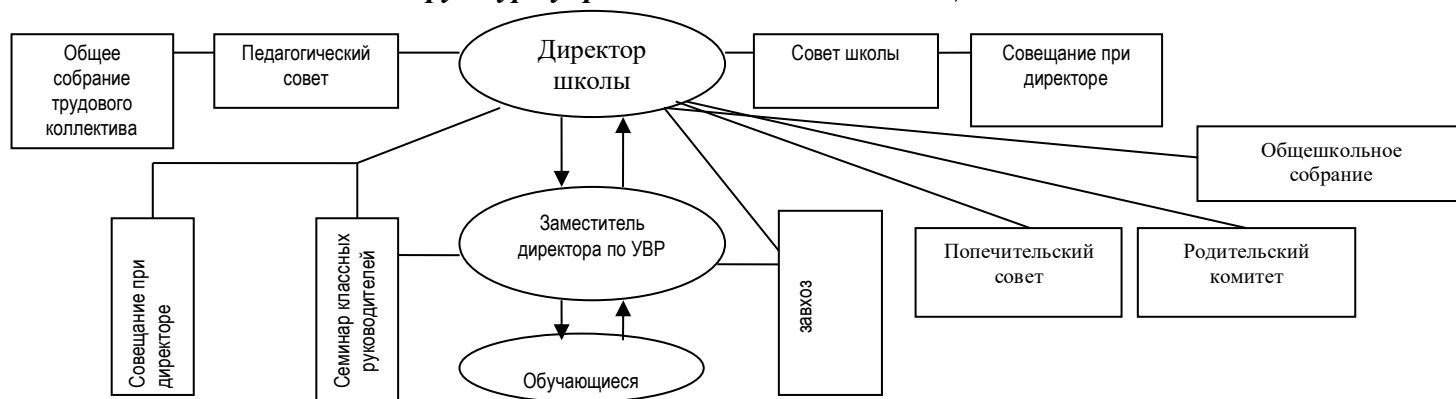 Общее
собрание
трудового
коллектива
Педагогический
совет
Директор
школы
Совет школы
Совещание при
директоре
Общешкольное
собрание
Совещание при
директоре
Семинар классных
руководителей
Заместитель
директора по УВР
завхоз
Попечительский
совет
Родительский
комитет
Обучающиеся